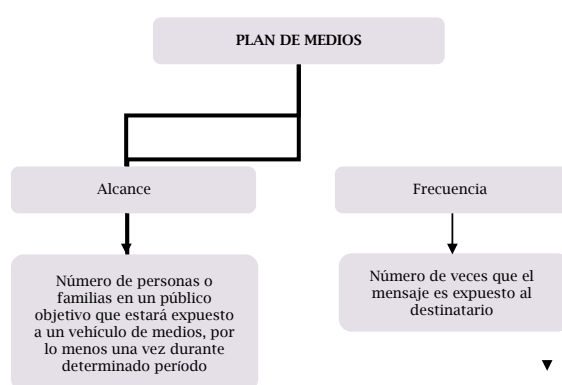 PLAN DE MEDIOS
Alcance
Frecuencia
Número de personas o
familias en un público
objetivo que estará expuesto
a un vehículo de medios, por
lo menos una vez durante
determinado período
Número de veces que el
mensaje es expuesto al
destinatario